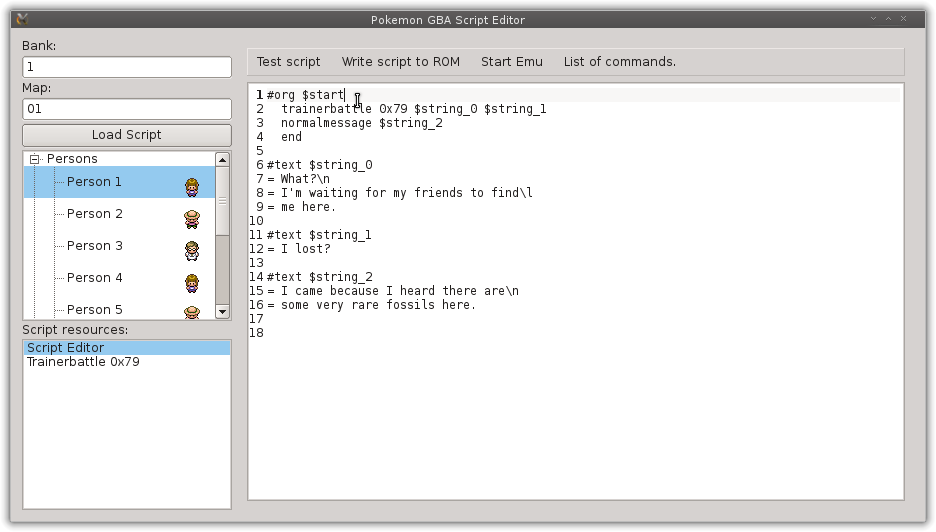 Pokemon GBA Script Editor
Bank:
1
Map:
01
Load Script
Persons
Person 1
Person 2
Person 3
Person 4
Person 5
Script resources:
Script Editor
Trainerbattle 0x79
Test script Write script to ROM Start Emu List of commands.
1 #org $start
2 trainerbattle 0x79 $string_0 $string_1
3 normalmessage $string_2
4 end
5
6 #text $string_0
7 = What?\n
8 = I'm waiting for my friends to find\l
9 = me here.
10
11 #text $string_1
12 = I lost?
13
14 #text $string_2
15 = I came because I heard there are\n
16 = some very rare fossils here.
17
18